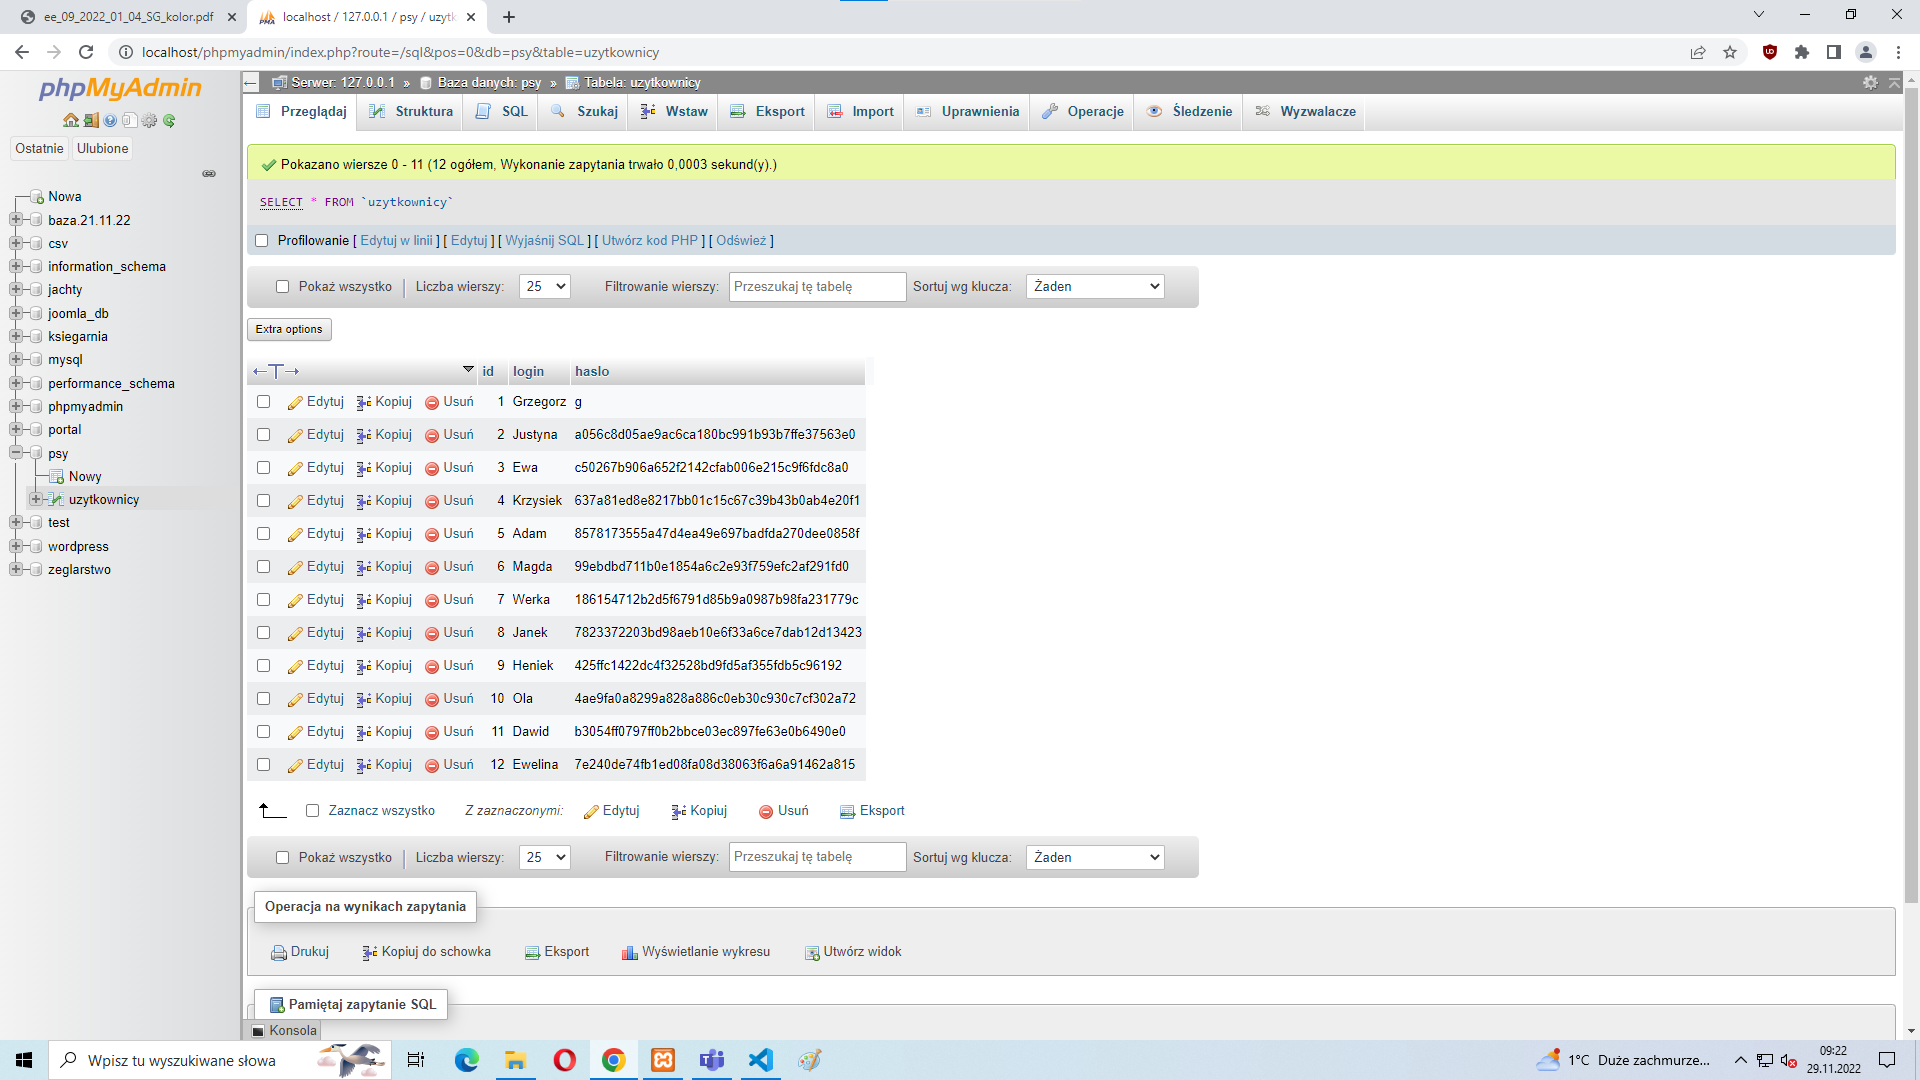 ee_09_2022_01_04_SG_kolor.pdf
localhost / 127.0.0.1 / psy / uzytk
localhost/phpmyadmin/index.php?route=/sql&pos=0&db=psy&table=uzytkownicy
phpMyAdmin
Ostatnie Ulubione
Nowa
baza.21.11.22
csv
information_schema
jachty
joomla_db
ksiegarnia
mysql
performance_schema
phpmyadmin
portal
psy
Nowy
uzytkownicy
test
wordpress
zeglarstwo
Serwer: 127.0.0.1 » Baza danych: psy » Tabela: uzytkownicy
Przeglądaj Struktura SQL Szukaj Wstaw Eksport Import Uprawnienia Operacje Śledzenie Wyzwalacze
Pokazano wiersze 0 - 11 (12 ogółem, Wykonanie zapytania trwało 0,0003 sekund(y).)
SELECT * FROM `uzytkownicy`
Profilowanie [ Edytuj w linii ] [ Edytuj ] [ Wyjaśnij SQL ] [ Utwórz kod PHP ] [ Odśwież ]
Pokaż wszystko | Liczba wierszy: 25 Filtrowanie wierszy: Przeszukaj tę tabelę Sortuj wg klucza: Żaden
Extra options
←T→ id login haslo
Edytuj Kopiuj Usuń 1 Grzegorz g
Edytuj Kopiuj Usuń 2 Justyna a056c8d05ae9ac6ca180bc991b93b7ffe37563e0
Edytuj Kopiuj Usuń 3 Ewa c50267b906a652f2142cfab006e215c9f6fdc8a0
Edytuj Kopiuj Usuń 4 Krzysiek 637a81ed8e8217bb01c15c67c39b43b0ab4e20f1
Edytuj Kopiuj Usuń 5 Adam 8578173555a47d4ea49e697badfda270dee0858f
Edytuj Kopiuj Usuń 6 Magda 99ebdbd711b0e1854a6c2e93f759efc2af291fd0
Edytuj Kopiuj Usuń 7 Werka 186154712b2d5f6791d85b9a0987b98fa231779c
Edytuj Kopiuj Usuń 8 Janek 7823372203bd98aeb10e6f33a6ce7dab12d13423
Edytuj Kopiuj Usuń 9 Heniek 425ffc1422dc4f32528bd9fd5af355fdb5c96192
Edytuj Kopiuj Usuń 10 Ola 4ae9fa0a8299a828a886c0eb30c930c7cf302a72
Edytuj Kopiuj Usuń 11 Dawid b3054ff0797ff0b2bbce03ec897fe63e0b6490e0
Edytuj Kopiuj Usuń 12 Ewelina 7e240de74fb1ed08fa08d38063f6a6a91462a815
Zaznacz wszystko Z zaznaczonymi: Edytuj Kopiuj Usuń Eksport
Pokaż wszystko | Liczba wierszy: 25 Filtrowanie wierszy: Przeszukaj tę tabelę Sortuj wg klucza: Żaden
Operacja na wynikach zapytania
Drukuj Kopiuj do schowka Eksport Wyświetlanie wykresu Utwórz widok
Pamiętaj zapytanie SQL
Konsola
Wpisz tu wyszukiwane słowa
1°C Duże zachmurze...
09:22
29.11.2022